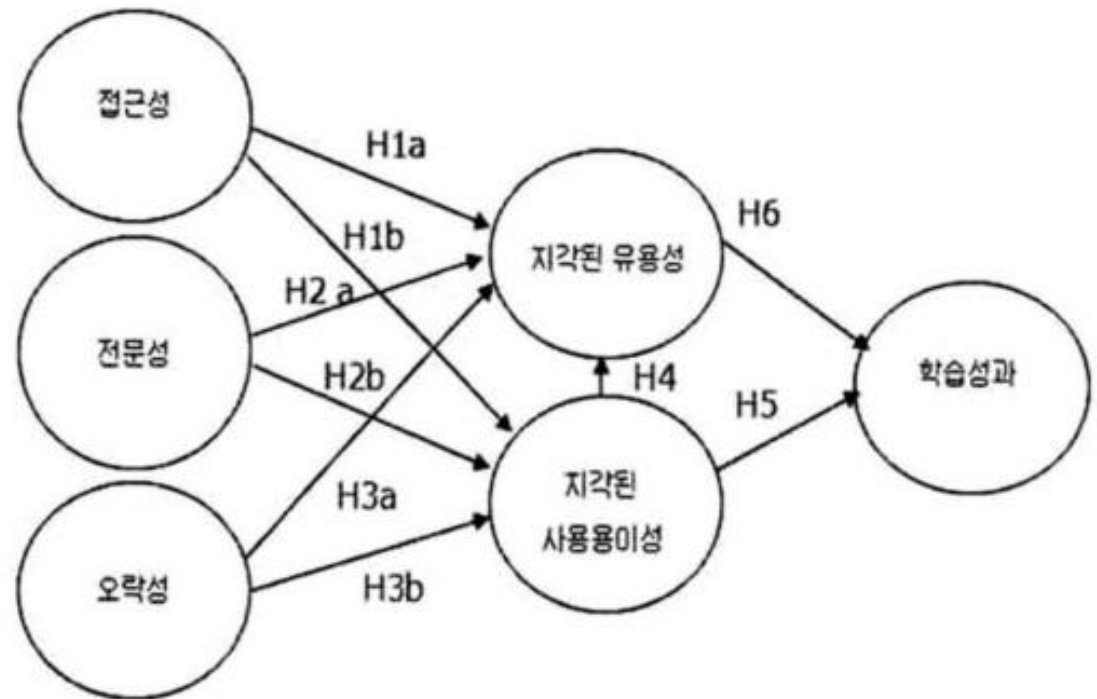 접근성
H1a
H6
H1b
지각된 유용성
H2 a
전문성
H2b
H4
학습성과
H5
지각된
사용용이성
H3a
오락성
H3b